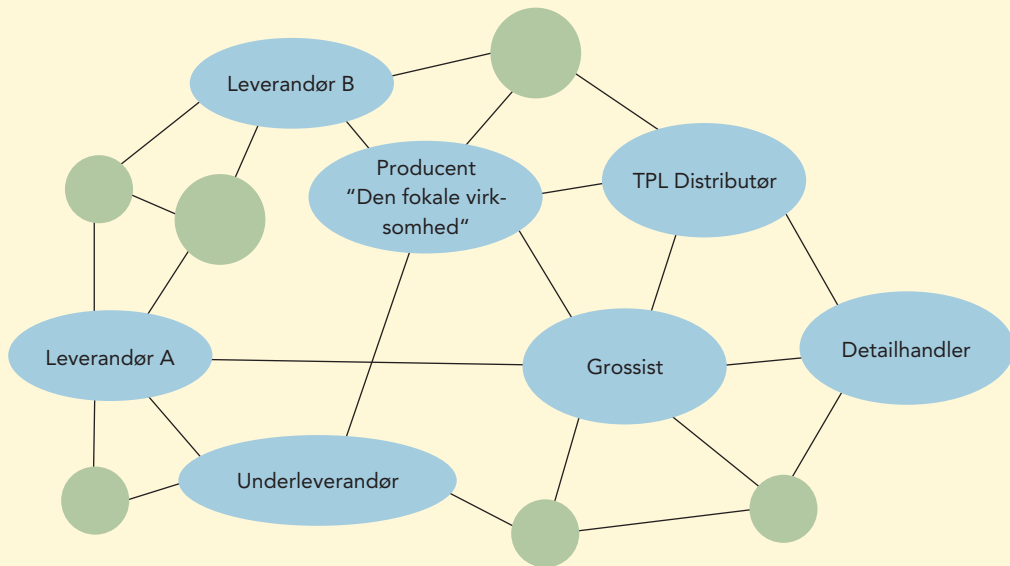 Leverandør B
Producent
“Den fokale virk-
somhed“
TPL Distributør
Leverandør A
Grossist
Detailhandler
Underleverandør